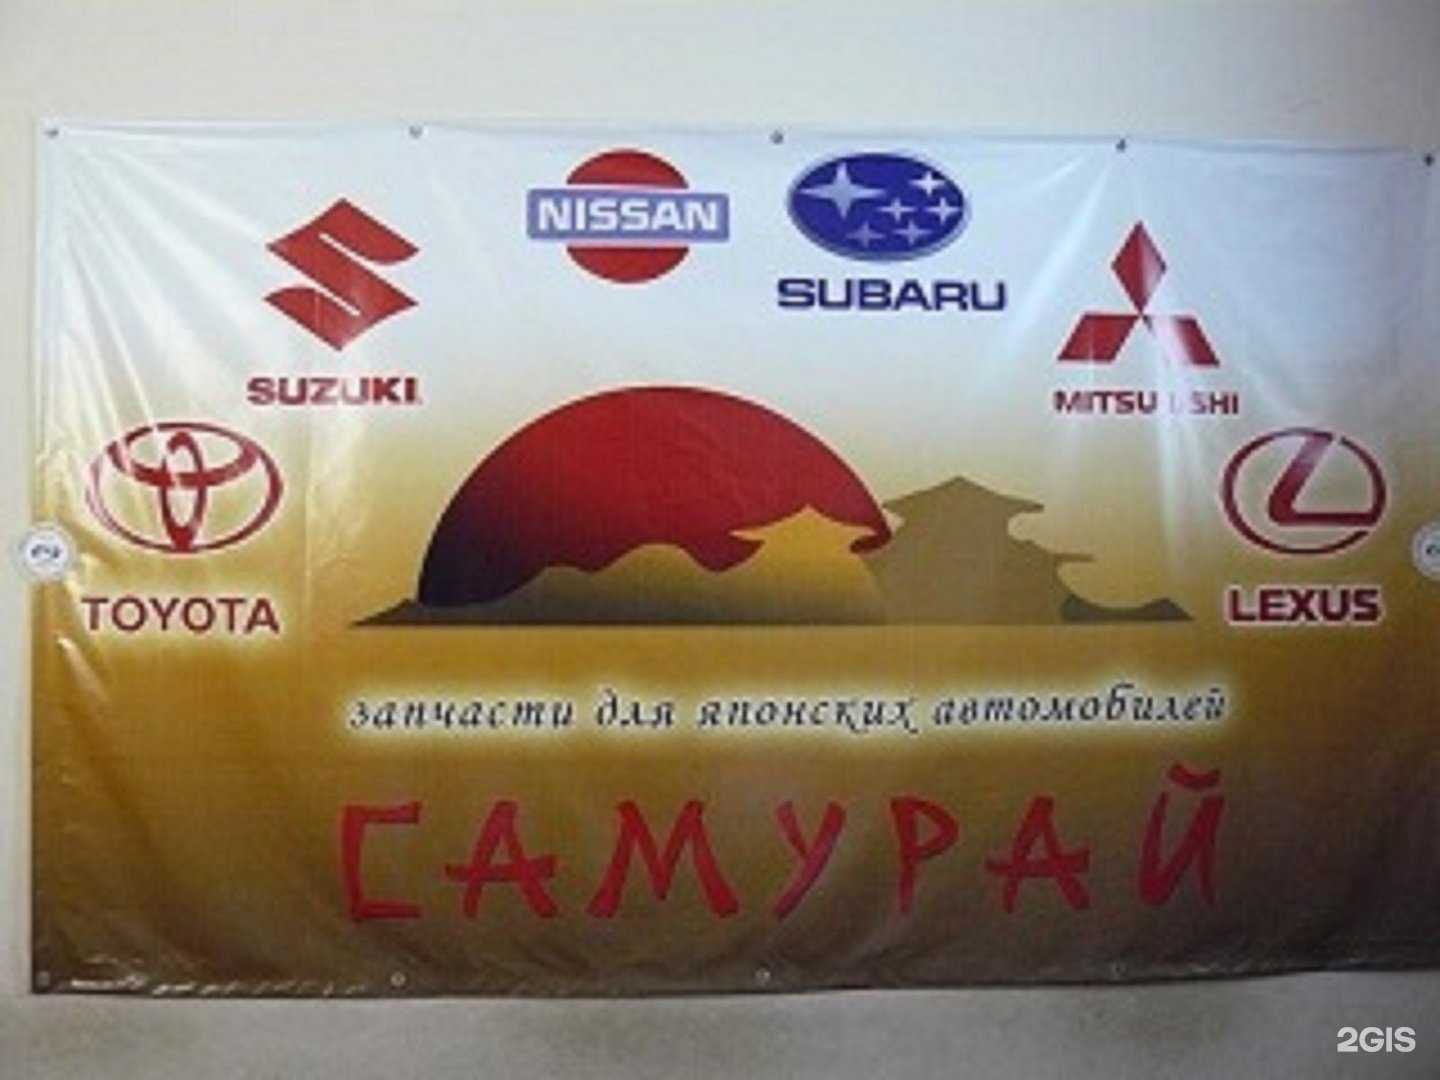 NISSAN
SUBARU
SUZUKI
MITSUBISHI
TOYOTA
LEXUS
запчасти для японских автомобилей
САМУРАЙ
2GIS